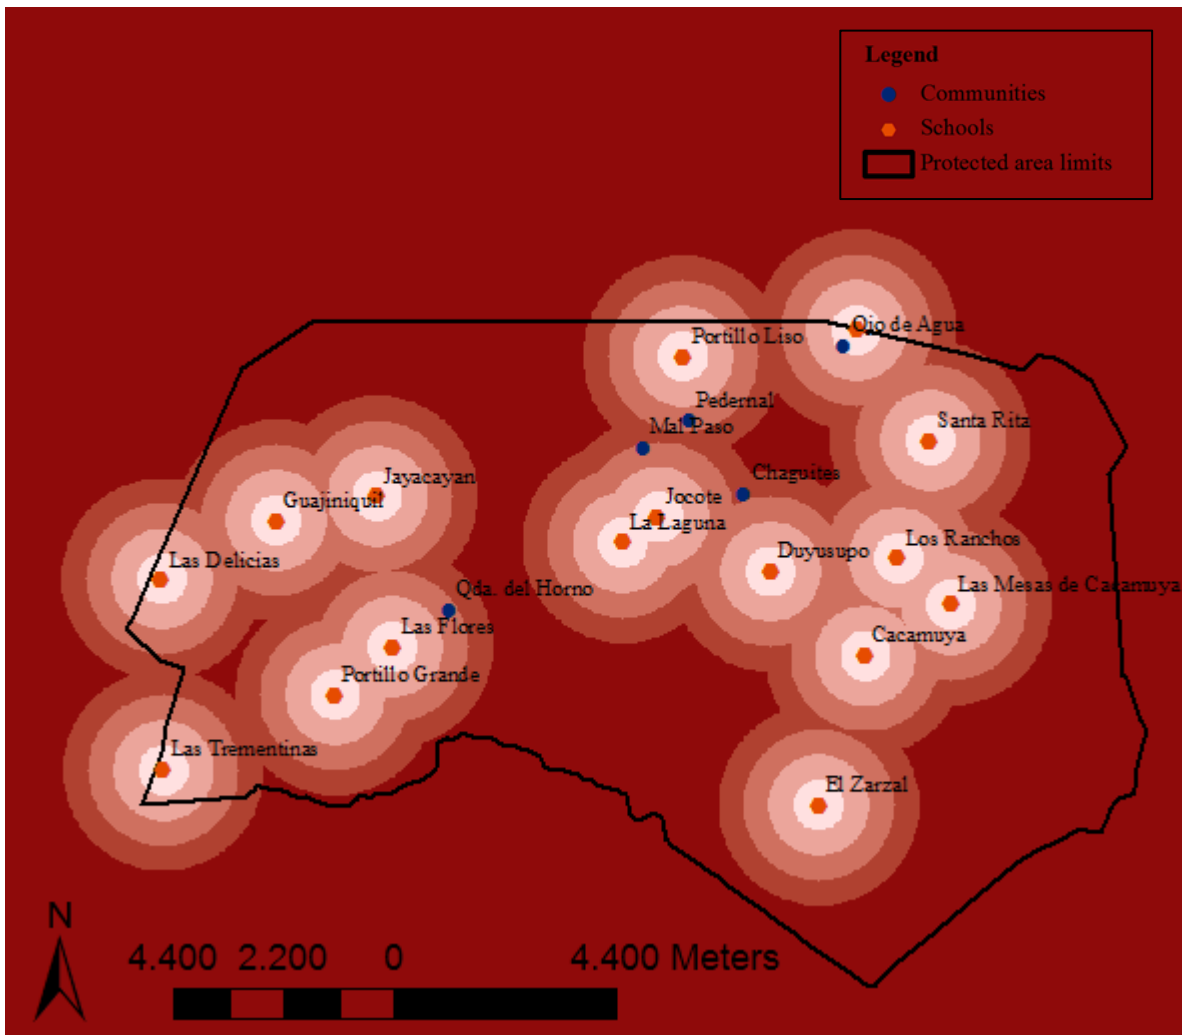 Legend
Communities
Schools
Protected area limits
Ojo de Agua
Portillo Liso
Pedernal
Santa Rita
Mal Paso
Chaguites
Jayacayan
Guajiniquil
Jocote
La Laguna
Los Ranchos
Duyusupo
Las Delicias
Qda. del Horno
Las Mesas de Cacamuya
Las Flores
Cacamuya
Portillo Grande
Las Trementinas
El Zarzal
N
4.400 2.200 0 4.400 Meters